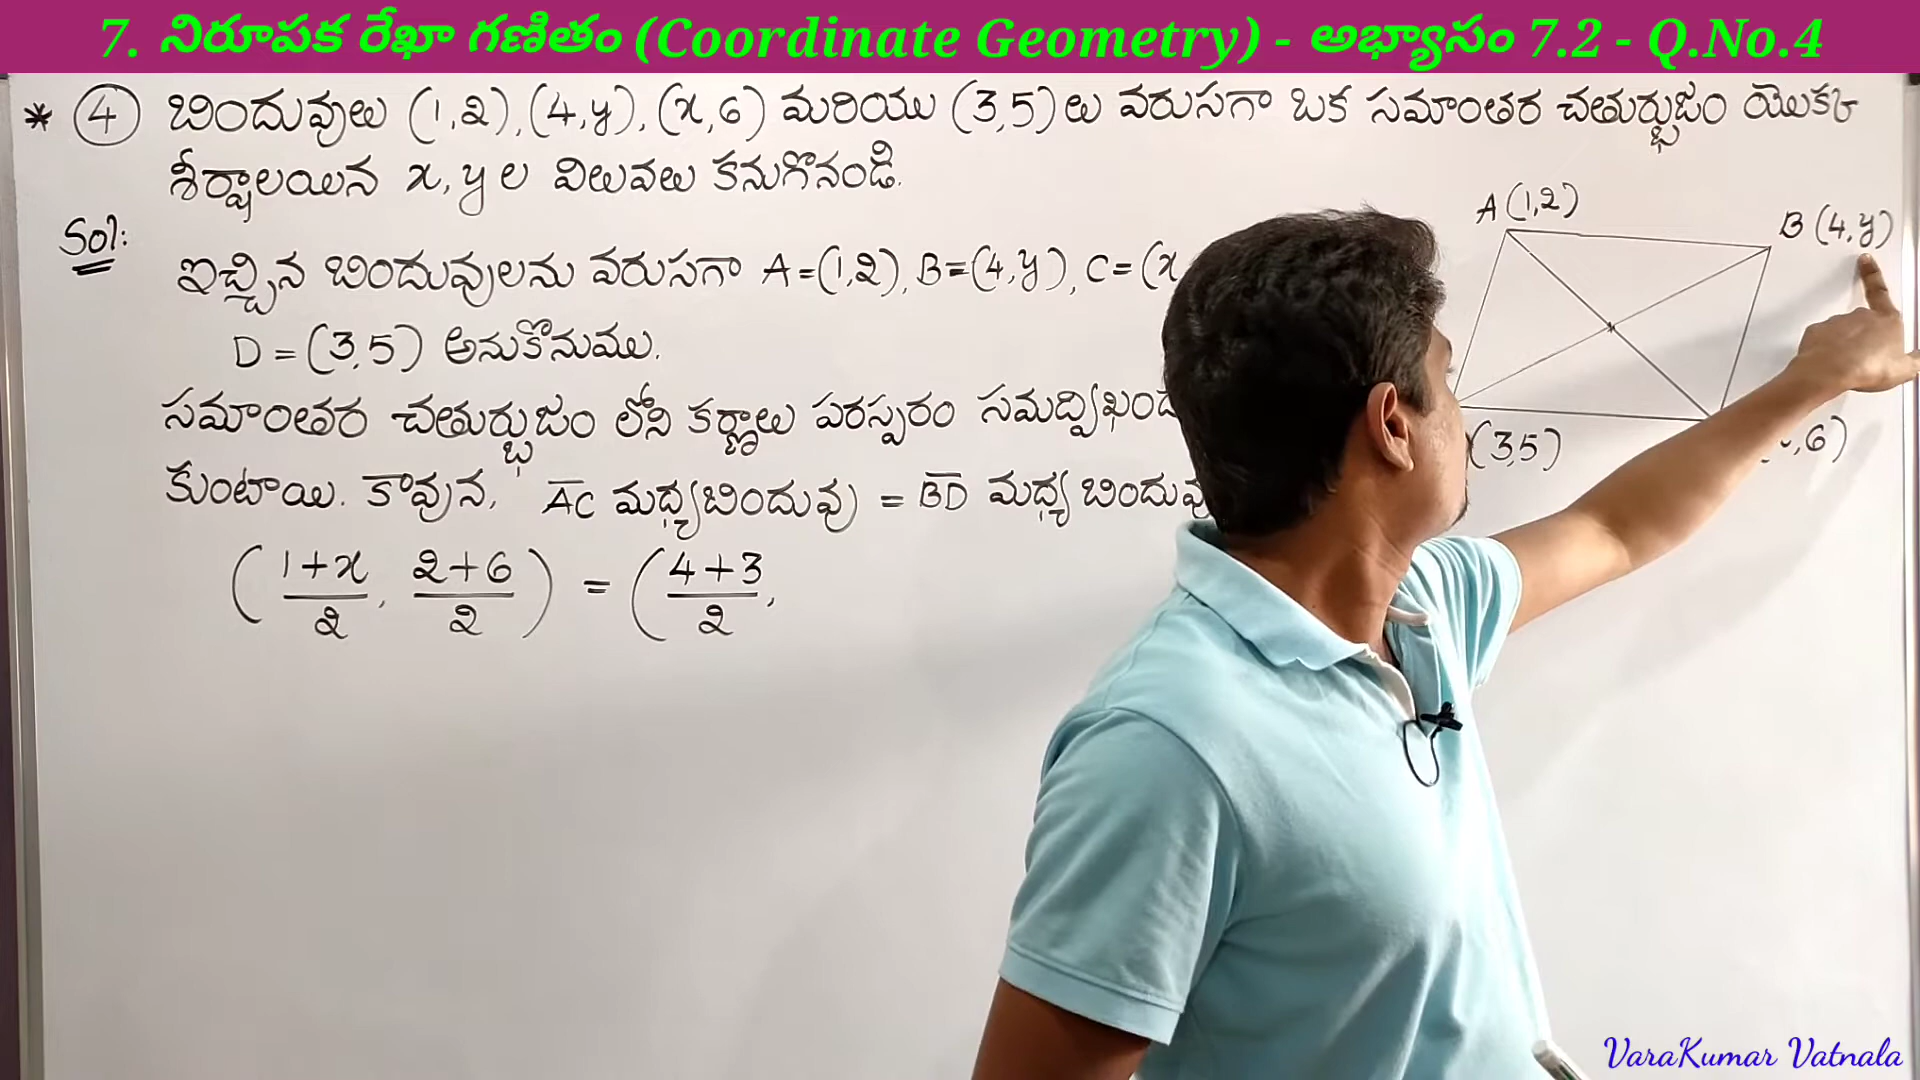 7. నిరూపక రేఖా గణితం (Coordinate Geometry) - అభ్యాసం 7.2 - Q.No.4
* ④ బిందువులు (1,2), (4,y), (x,6) మరియు (3,5)లు వరుసగా ఒక సమాంతర చతుర్భుజం యొక్క
శీర్షాలయిన x, y ల విలువలు కనుగొనండి.
Sol:
ఇచ్చిన బిందువులను వరుసగా A=(1,2), B=(4,y), C=(x
D = (3,5) అనుకొనుము.
సమాంతర చతుర్భుజం లోని కర్ణాలు పరస్పరం
కుంటాయి. కావున, A̅C̅ మధ్యబిందువు = B̅D̅ మధ్య బిందువు
( 1+x/2, 2+6/2 ) = ( 4+3/2,
A (1,2)
B (4,y)
(3,5)
,6)
VaraKumar Vatnala